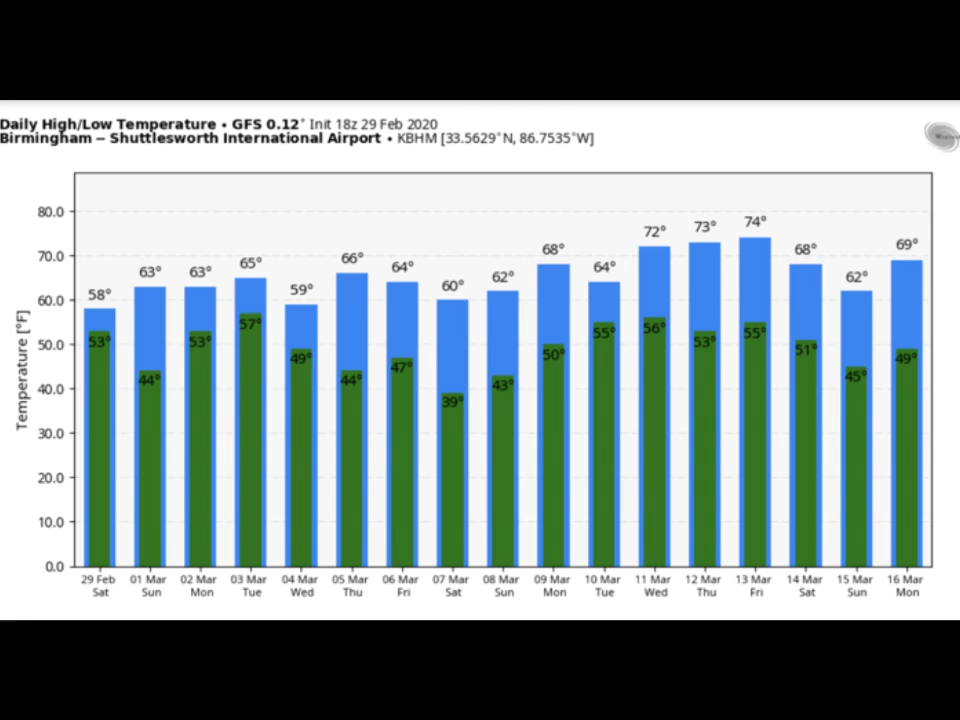 Daily High/Low Temperature • GFS 0.12° Init 18z 29 Feb 2020
Birmingham – Shuttlesworth International Airport • KBHM [33.5629°N, 86.7535°W]
Temperature [°F]
80.0
70.0
60.0
50.0
40.0
30.0
20.0
10.0
0.0
58° 63° 63° 65° 59° 66° 64° 60° 62° 68° 64° 72° 73° 74° 68° 62° 69°
53° 44° 53° 57° 49° 44° 47° 39° 43° 50° 55° 56° 53° 55° 51° 45° 49°
29 Feb 01 Mar 02 Mar 03 Mar 04 Mar 05 Mar 06 Mar 07 Mar 08 Mar 09 Mar 10 Mar 11 Mar 12 Mar 13 Mar 14 Mar 15 Mar 16 Mar
Sat Sun Mon Tue Wed Thu Fri Sat Sun Mon Tue Wed Thu Fri Sat Sun Mon